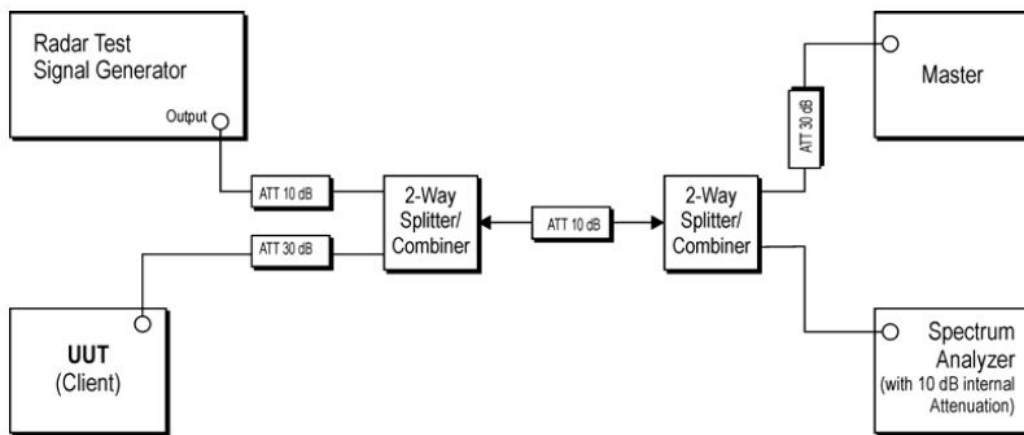 Radar Test
Signal Generator
Output
ATT 10 dB
ATT 30 dB
UUT
(Client)
2-Way
Splitter/
Combiner
ATT 10 dB
2-Way
Splitter/
Combiner
ATT 30 dB
Master
Spectrum
Analyzer
(with 10 dB internal
Attenuation)